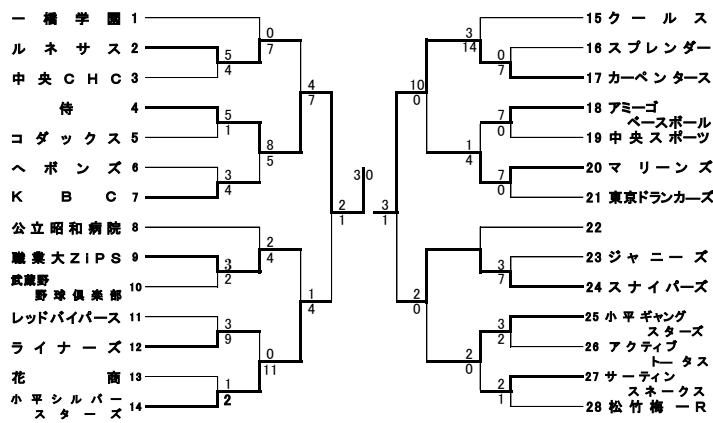 一橋学園 1
ルネサス 2
5
4
0
7
中央CHC 3
侍 4
5
1
コダックス 5
8
5
4
7
ヘボンズ 6
3
4
KBC 7
公立昭和病院 8
職業大ZiPS 9
3
2
2
4
武蔵野
野球倶楽部 10
レッドバイパース 11
3
9
ライナーズ 12
0
11
1
4
花商 13
1
2
小平シルバー
スターズ 14
2
1
3 0
3
1
15 クールス
3
14
16 スプレンダー
0
7
17 カーペンタース
10
0
18 アミーゴ
ベースボール
7
0
19 中央スポーツ
1
4
20 マリーンズ
7
0
21 東京ドランカーズ
22
23 ジャニーズ
3
7
24 スナイパーズ
2
0
25 小平ギャング
スターズ
3
2
26 アクティブ
トータス
2
0
27 サーティン
スネークス
2
1
28 松竹梅-R